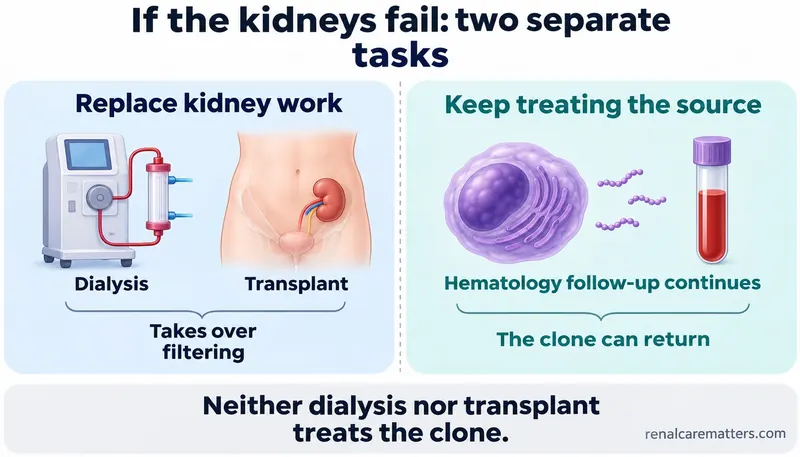 If the kidneys fail: two separate
tasks
Replace kidney work
Dialysis
Transplant
Takes over
filtering
Keep treating the source
Hematology follow-up continues
The clone can return
Neither dialysis nor transplant
treats the clone.
renalcarematters.com